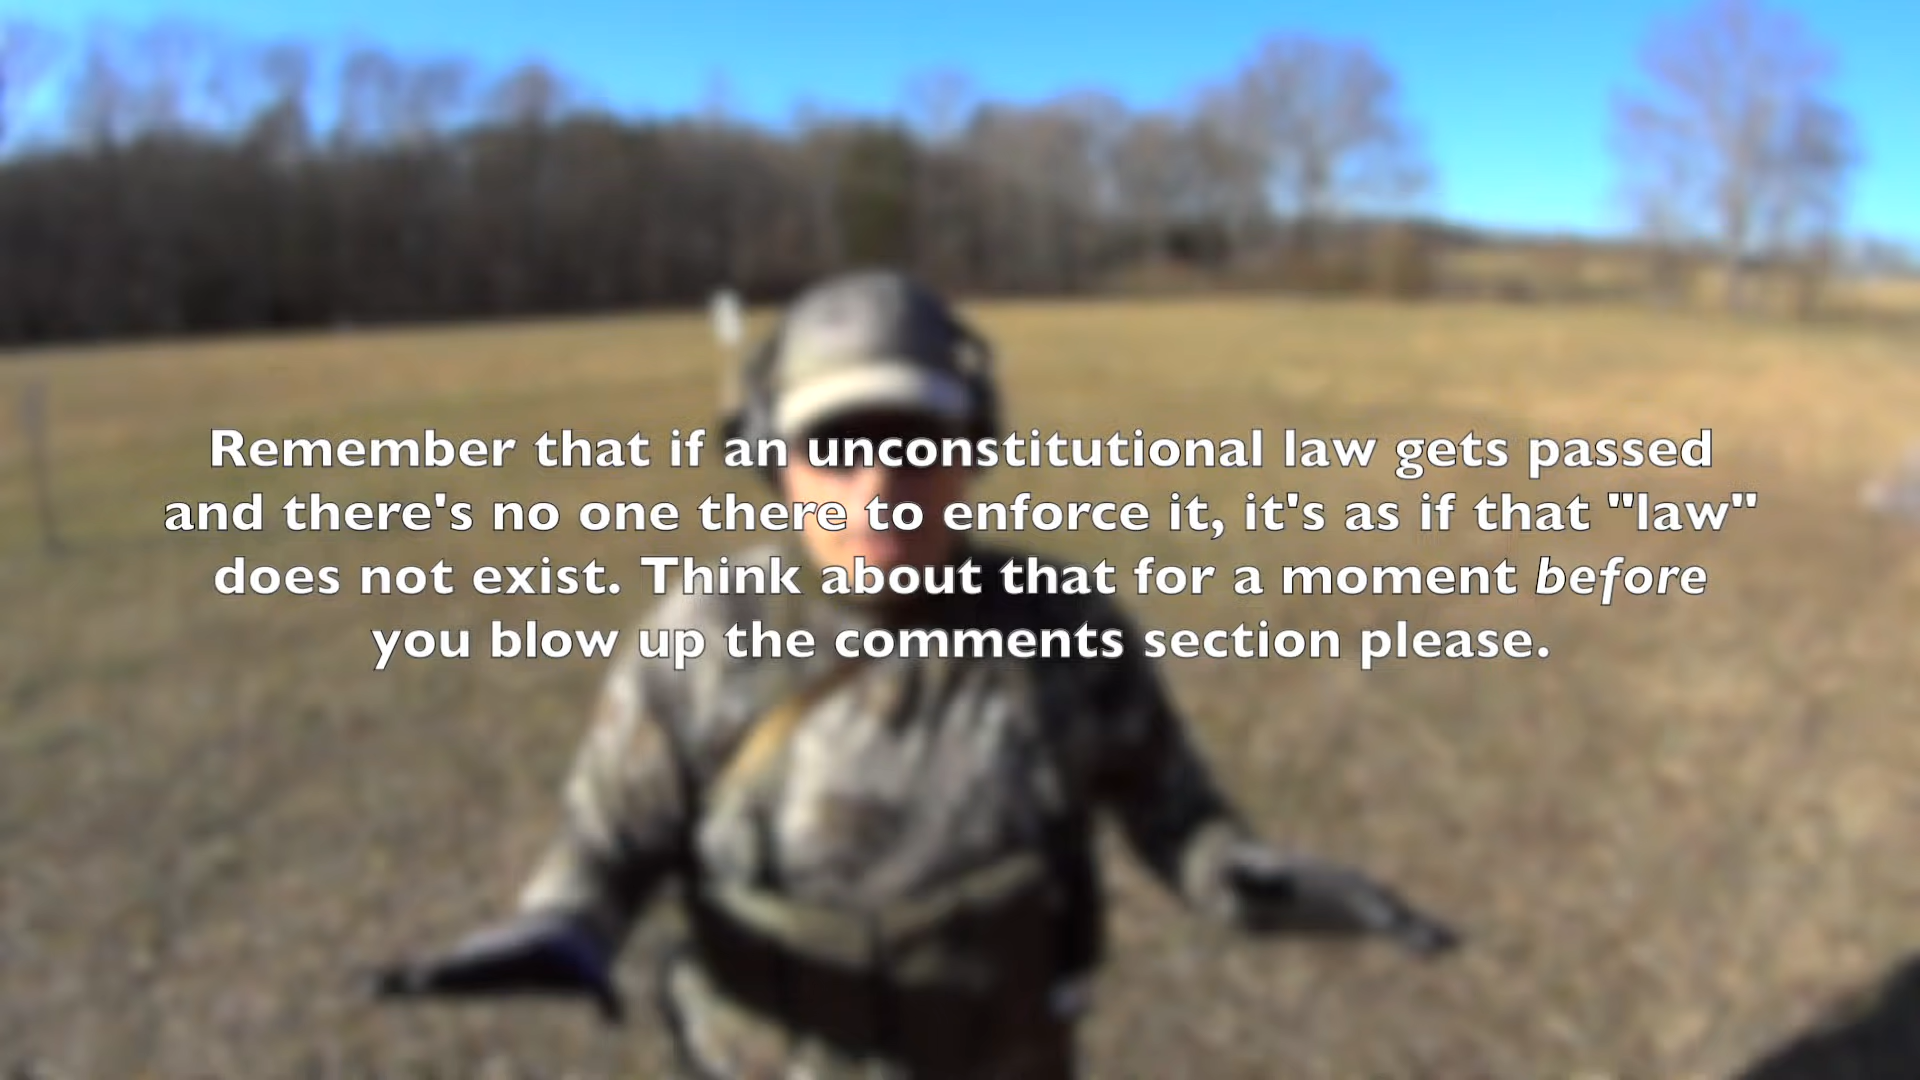 Remember that if an unconstitutional law gets passed
and there's no one there to enforce it, it's as if that "law"
does not exist. Think about that for a moment before
you blow up the comments section please.